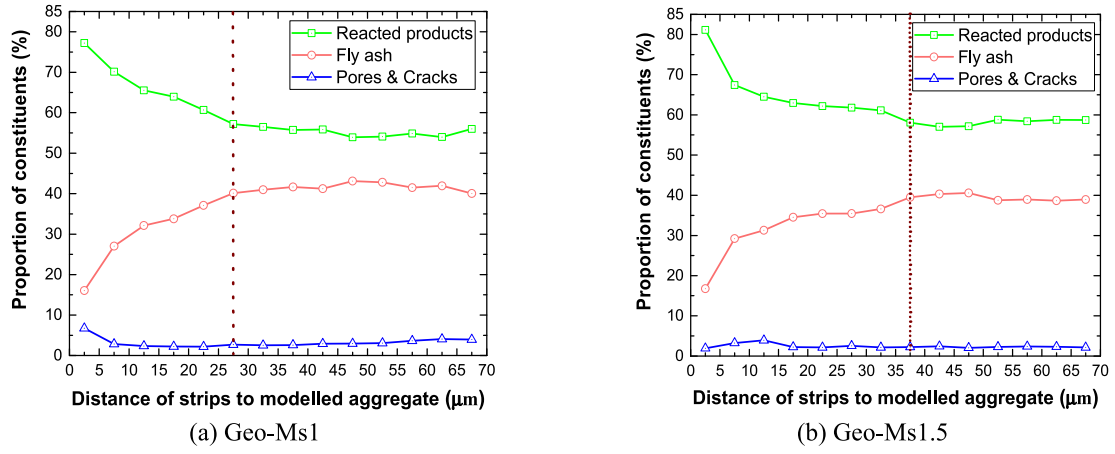 85
80
70
60
50
40
30
20
10
0
Proportion of constituents (%)
Reacted products
Fly ash
Pores & Cracks
0 5 10 15 20 25 30 35 40 45 50 55 60 65 70
Distance of strips to modelled aggregate (μm)
(a) Geo-Ms1
85
80
70
60
50
40
30
20
10
0
Proportion of constituents (%)
Reacted products
Fly ash
Pores & Cracks
0 5 10 15 20 25 30 35 40 45 50 55 60 65 70
Distance of strips to modelled aggregate (μm)
(b) Geo-Ms1.5